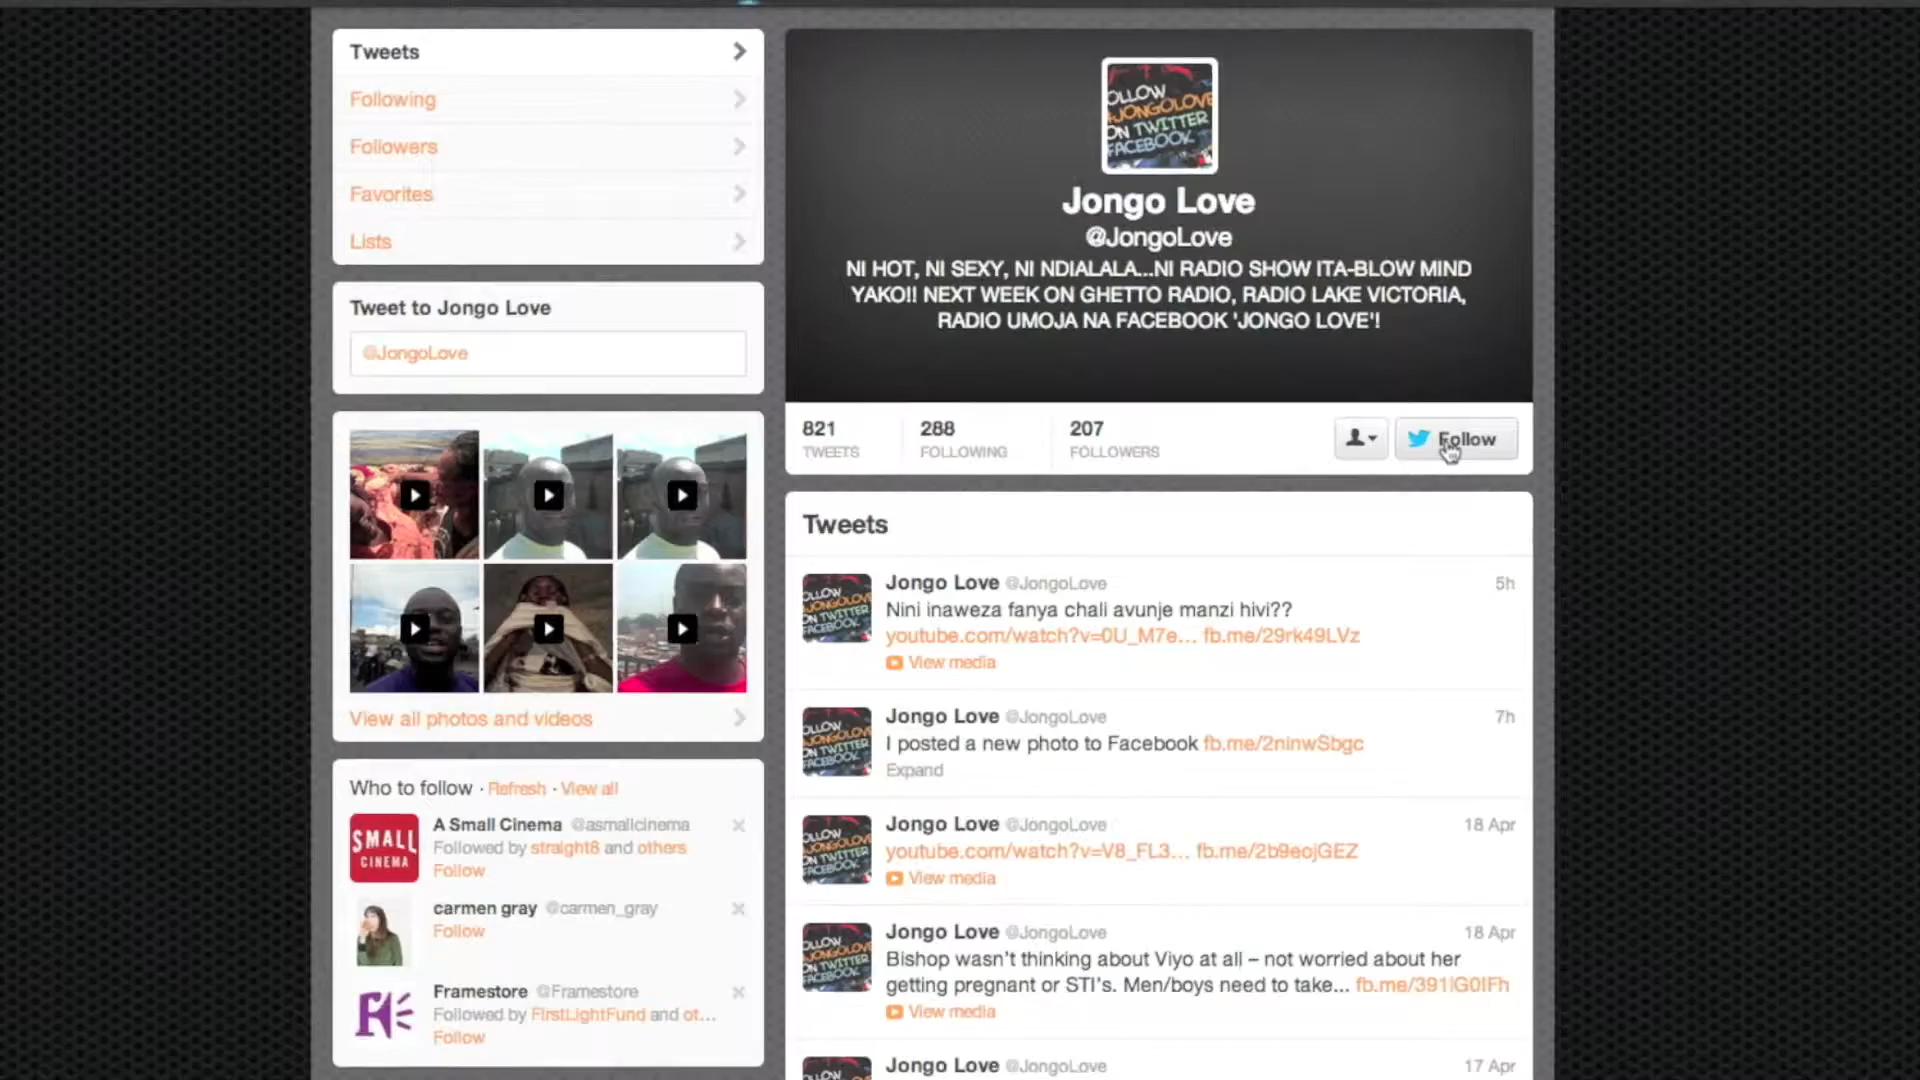 Tweets
Following
Followers
Favorites
Lists
Tweet to Jongo Love
@JongoLove
View all photos and videos
Who to follow · Refresh · View all
A Small Cinema @asmallcinema
Followed by straight8 and others
Follow
SMALL
CINEMA
carmen gray @carmen_gray
Follow
Framestore @Framestore
Followed by FirstLightFund and ot...
Follow
OLLOW
JONGOLOVE
ON TWITTER
FACEBOOK
Jongo Love
@JongoLove
NI HOT, NI SEXY, NI NDIALALA...NI RADIO SHOW ITA-BLOW MIND
YAKO!! NEXT WEEK ON GHETTO RADIO, RADIO LAKE VICTORIA,
RADIO UMOJA NA FACEBOOK 'JONGO LOVE'!
821
TWEETS
288
FOLLOWING
207
FOLLOWERS
Follow
Tweets
Jongo Love @JongoLove 5h
Nini inaweza fanya chali avunje manzi hivi??
youtube.com/watch?v=0U_M7e... fb.me/29rk49LVz
View media
Jongo Love @JongoLove 7h
I posted a new photo to Facebook fb.me/2ninwSbgc
Expand
Jongo Love @JongoLove 18 Apr
youtube.com/watch?v=V8_FL3... fb.me/2b9eojGEZ
View media
Jongo Love @JongoLove 18 Apr
Bishop wasn't thinking about Viyo at all – not worried about her
getting pregnant or STI's. Men/boys need to take...
View media
Jongo Love @JongoLove 17 Apr